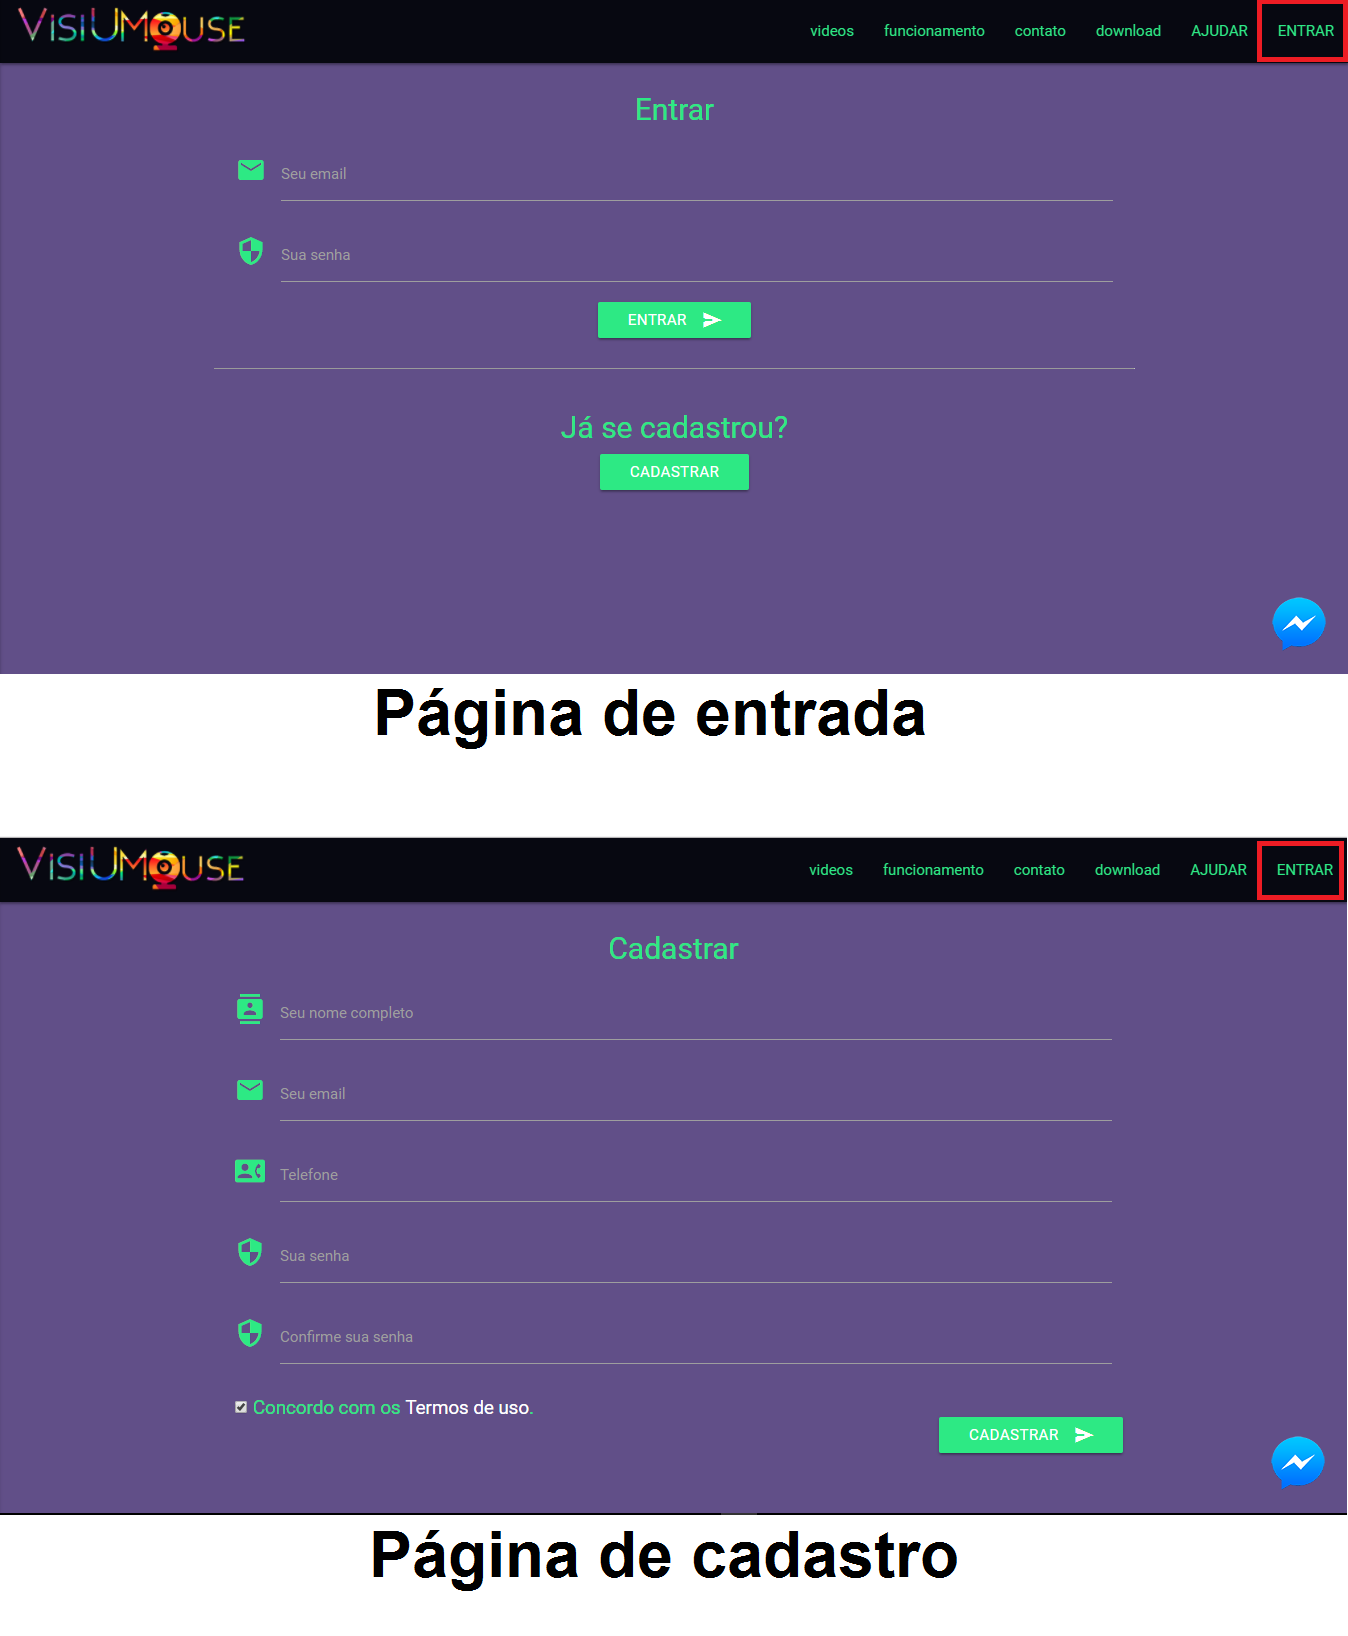 VISIUMOUSE
videos funcionamento contato download AJUDAR ENTRAR
Entrar
Seu email
Sua senha
ENTRAR
Já se cadastrou?
CADASTRAR
Página de entrada
VISIUMOUSE
videos funcionamento contato download AJUDAR ENTRAR
Cadastrar
Seu nome completo
Seu email
Telefone
Sua senha
Confirme sua senha
Concordo com os Termos de uso.
CADASTRAR
Página de cadastro